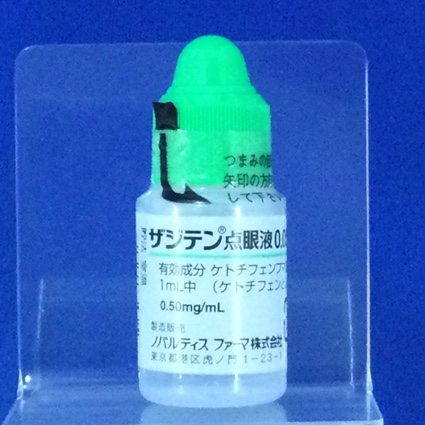 つまみの
矢印の方
して下さ
ザジテン®点眼液0.0
有効成分 ケトチフェンフマ
1mL中 (ケトチフェンと
0.50mg/mL
製造販売
ノバルティス ファーマ株式会社
東京都港区虎ノ門1-23-1